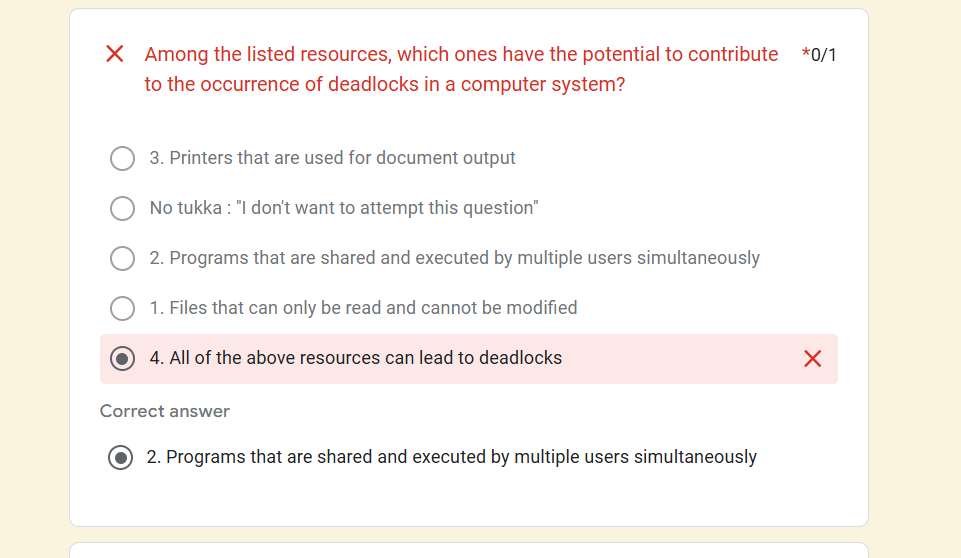 Among the listed resources, which ones have the potential to contribute *0/1
to the occurrence of deadlocks in a computer system?
3. Printers that are used for document output
No tukka : "I don't want to attempt this question"
2. Programs that are shared and executed by multiple users simultaneously
1. Files that can only be read and cannot be modified
4. All of the above resources can lead to deadlocks
Correct answer
2. Programs that are shared and executed by multiple users simultaneously